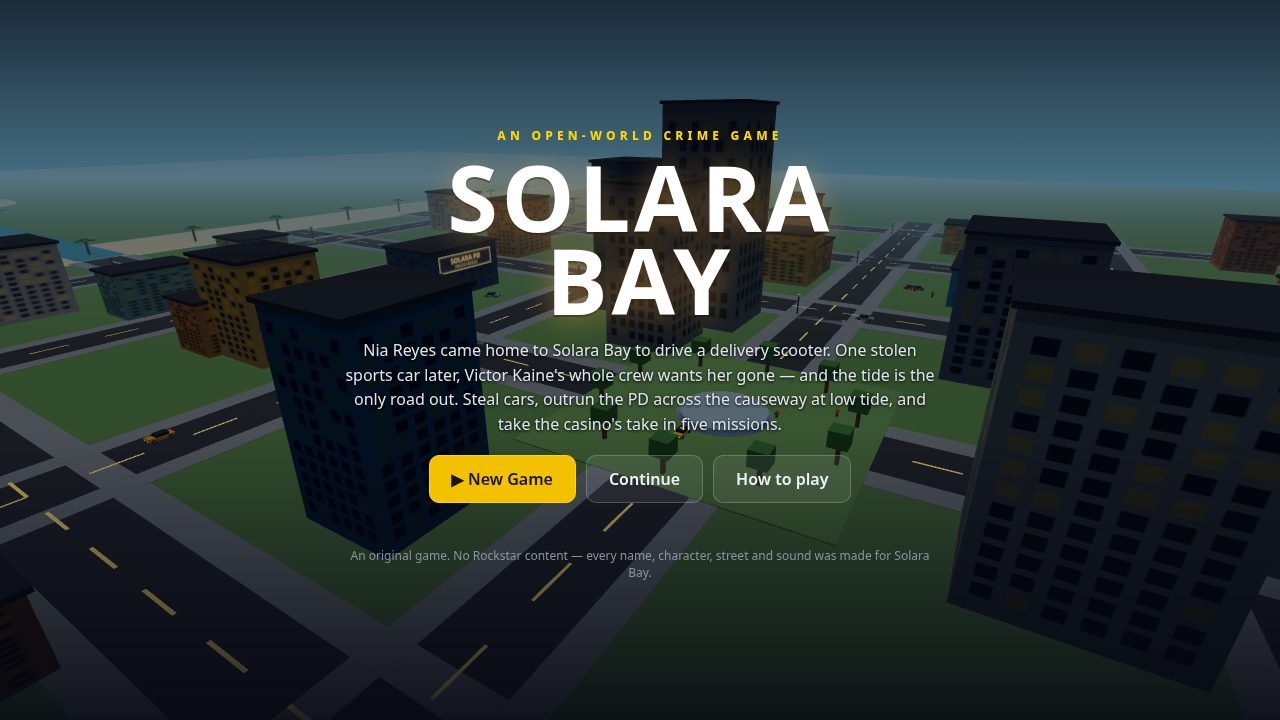 AN OPEN-WORLD CRIME GAME
SOLARA
BAY
SOLARA PD
Nia Reyes came home to Solara Bay to drive a delivery scooter. One stolen
sports car later, Victor Kaine's whole crew wants her gone — and the tide is the
only road out. Steal cars, outrun the PD across the causeway at low tide, and
take the casino's take in five missions.
▶ New Game
Continue
How to play
An original game. No Rockstar content — every name, character, street and sound was made for Solara
Bay.